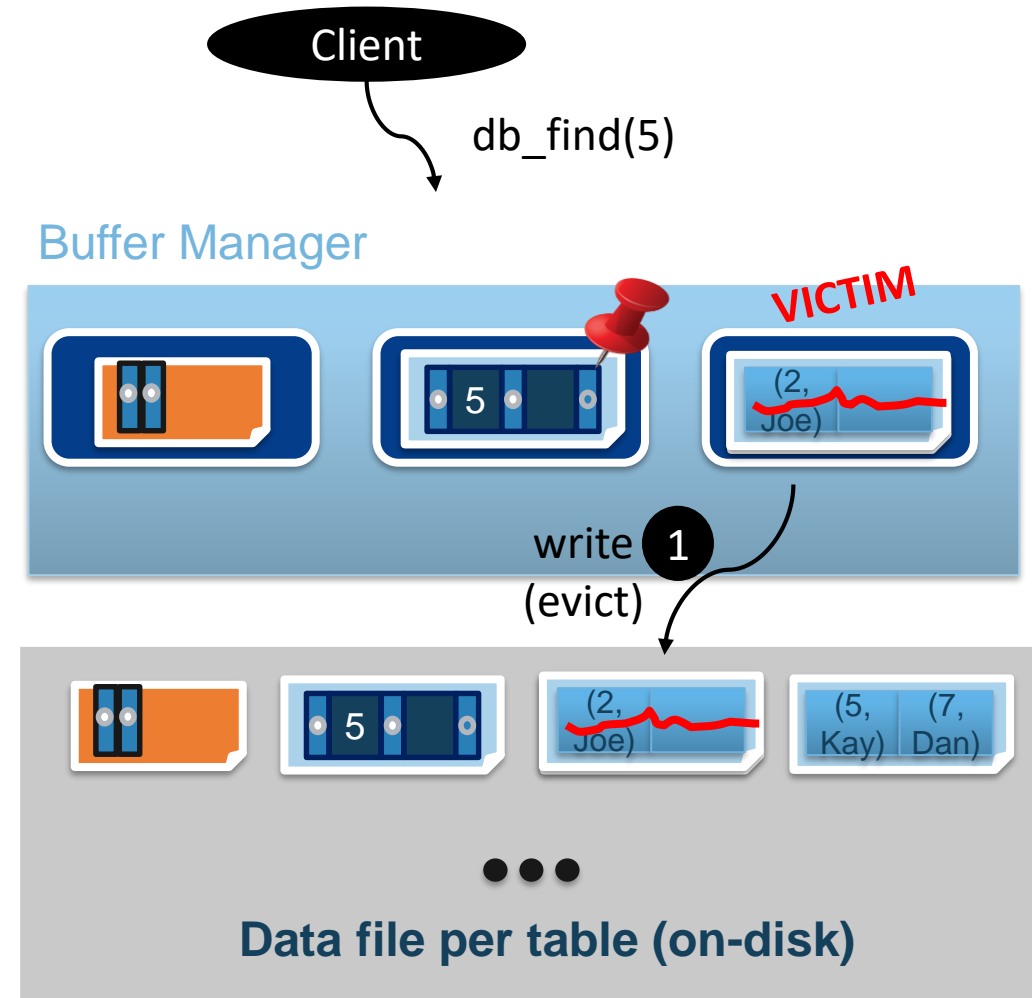 Client
db_find(5)
Buffer Manager
VICTIM
5
(2,
Joe)
write 1
(evict)
5
(2,
Joe)
(5,
Kay)
(7,
Dan)
Data file per table (on-disk)